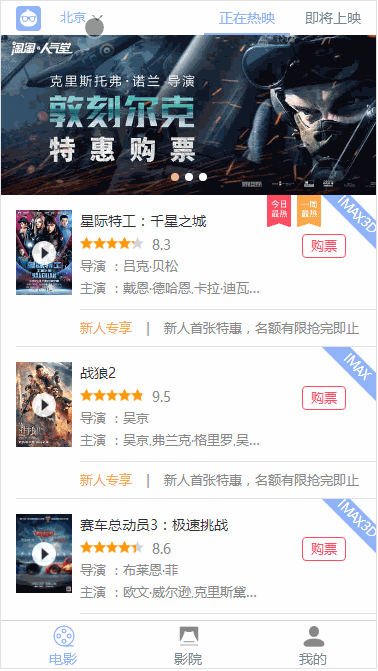 北京
正在热映
即将上映
淘淘·人气堂
克里斯托弗·诺兰 导演
敦刻尔克
特惠购票
今日最热
一周最热
IMAX3D
星际特工：千星之城
8.3
购票
导演 ：吕克·贝松
主演 ：戴恩·德哈恩,卡拉·迪瓦...
新人专享 | 新人首张特惠，名额有限抢完即止
IMAX
战狼2
9.5
购票
导演 ：吴京
主演 ：吴京,弗兰克·格里罗,吴...
新人专享 | 新人首张特惠，名额有限抢完即止
IMAX3D
赛车总动员3：极速挑战
8.6
购票
导演 ：布莱恩·菲
主演 ：欧文·威尔逊,克里斯黛...
电影
影院
我的